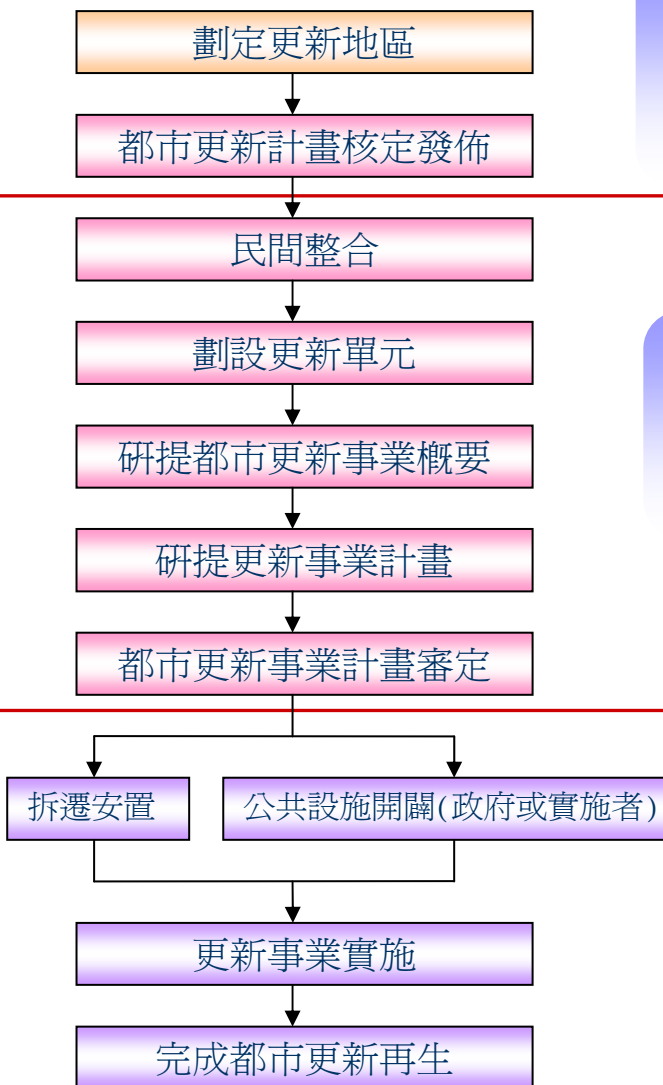 劃定更新地區
都市更新計畫核定發佈
民間整合
劃設更新單元
研提都市更新事業概要
研提更新事業計畫
都市更新事業計畫審定
拆遷安置
公共設施開闢(政府或實施者)
更新事業實施
完成都市更新再生